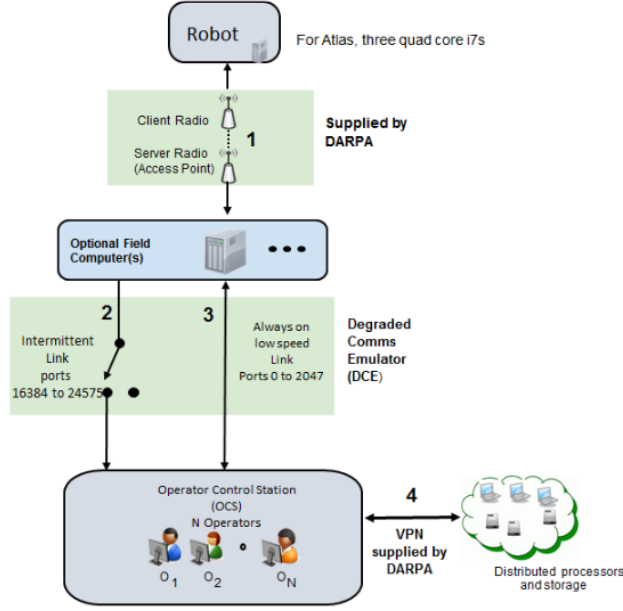 Robot
For Atlas, three quad core i7s
Client Radio
1
Supplied by
DARPA
Server Radio
(Access Point)
Optional Field
Computer(s)
2
3
Intermittent
Link
ports
16384 to 24575
Always on
low speed
Link
Ports 0 to 2047
Degraded
Comms
Emulator
(DCE)
Operator Control Station
(OCS)
N Operators
O1
O2
ON
4
VPN
supplied by
DARPA
Distributed processors
and storage